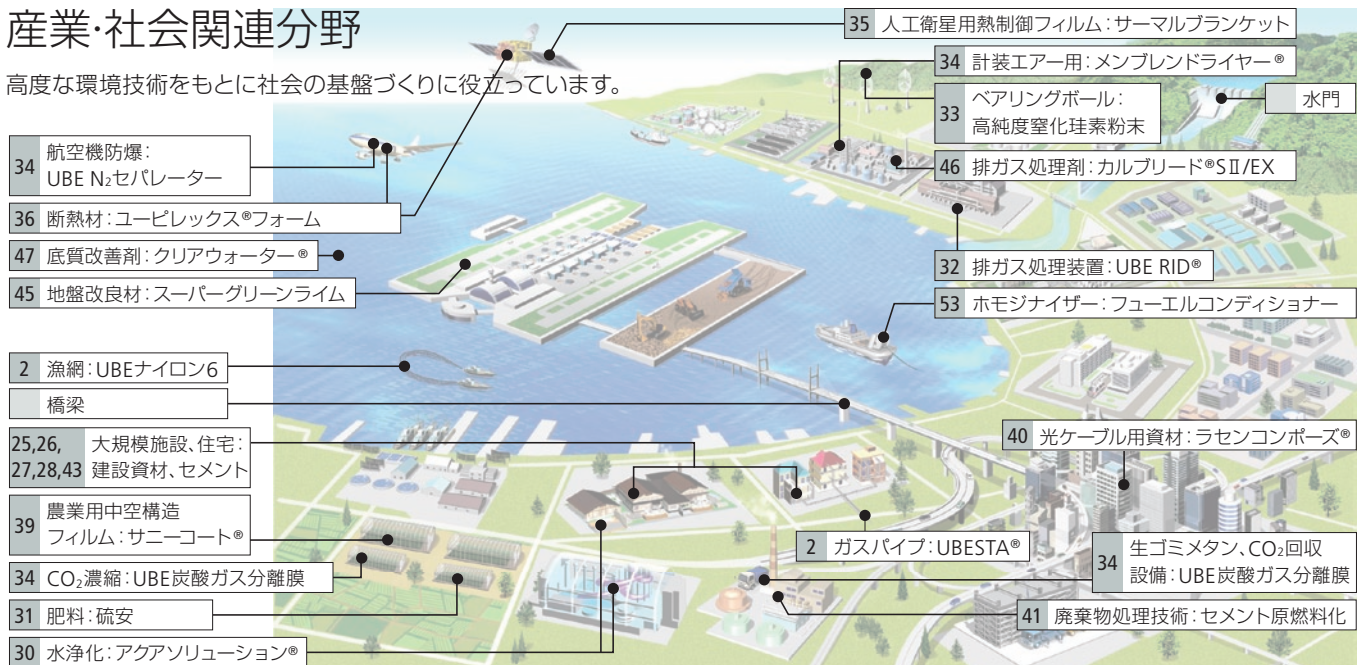 産業・社会関連分野
高度な環境技術をもとに社会の基盤づくりに役立っています。
34 航空機防爆：
UBE N₂セパレーター
36 断熱材：ユーピレックス®フォーム
47 底質改善剤：クリアウォーター®
45 地盤改良材：スーパーグリーンライム
2 漁網：UBEナイロン6
橋梁
25,26,
27,28,43
大規模施設、住宅：
建設資材、セメント
39 農業用中空構造
フィルム：サニーコート®
34 CO₂濃縮：UBE炭酸ガス分離膜
31 肥料：硫安
30 水浄化：アクアソリューション®
35 人工衛星用熱制御フィルム：サーマルブランケット
34 計装エアー用：メンブレンドライヤー®
33 ベアリングボール：
高純度窒化珪素粉末
水門
46 排ガス処理剤：カルブリード®SⅡ/EX
32 排ガス処理装置：UBE RID®
53 ホモジナイザー：フューエルコンディショナー
40 光ケーブル用資材：ラセンコンポーズ®
2 ガスパイプ：UBESTA®
34 生ゴミメタン、CO₂回収
設備：UBE炭酸ガス分離膜
41 廃棄物処理技術：セメント原燃料化